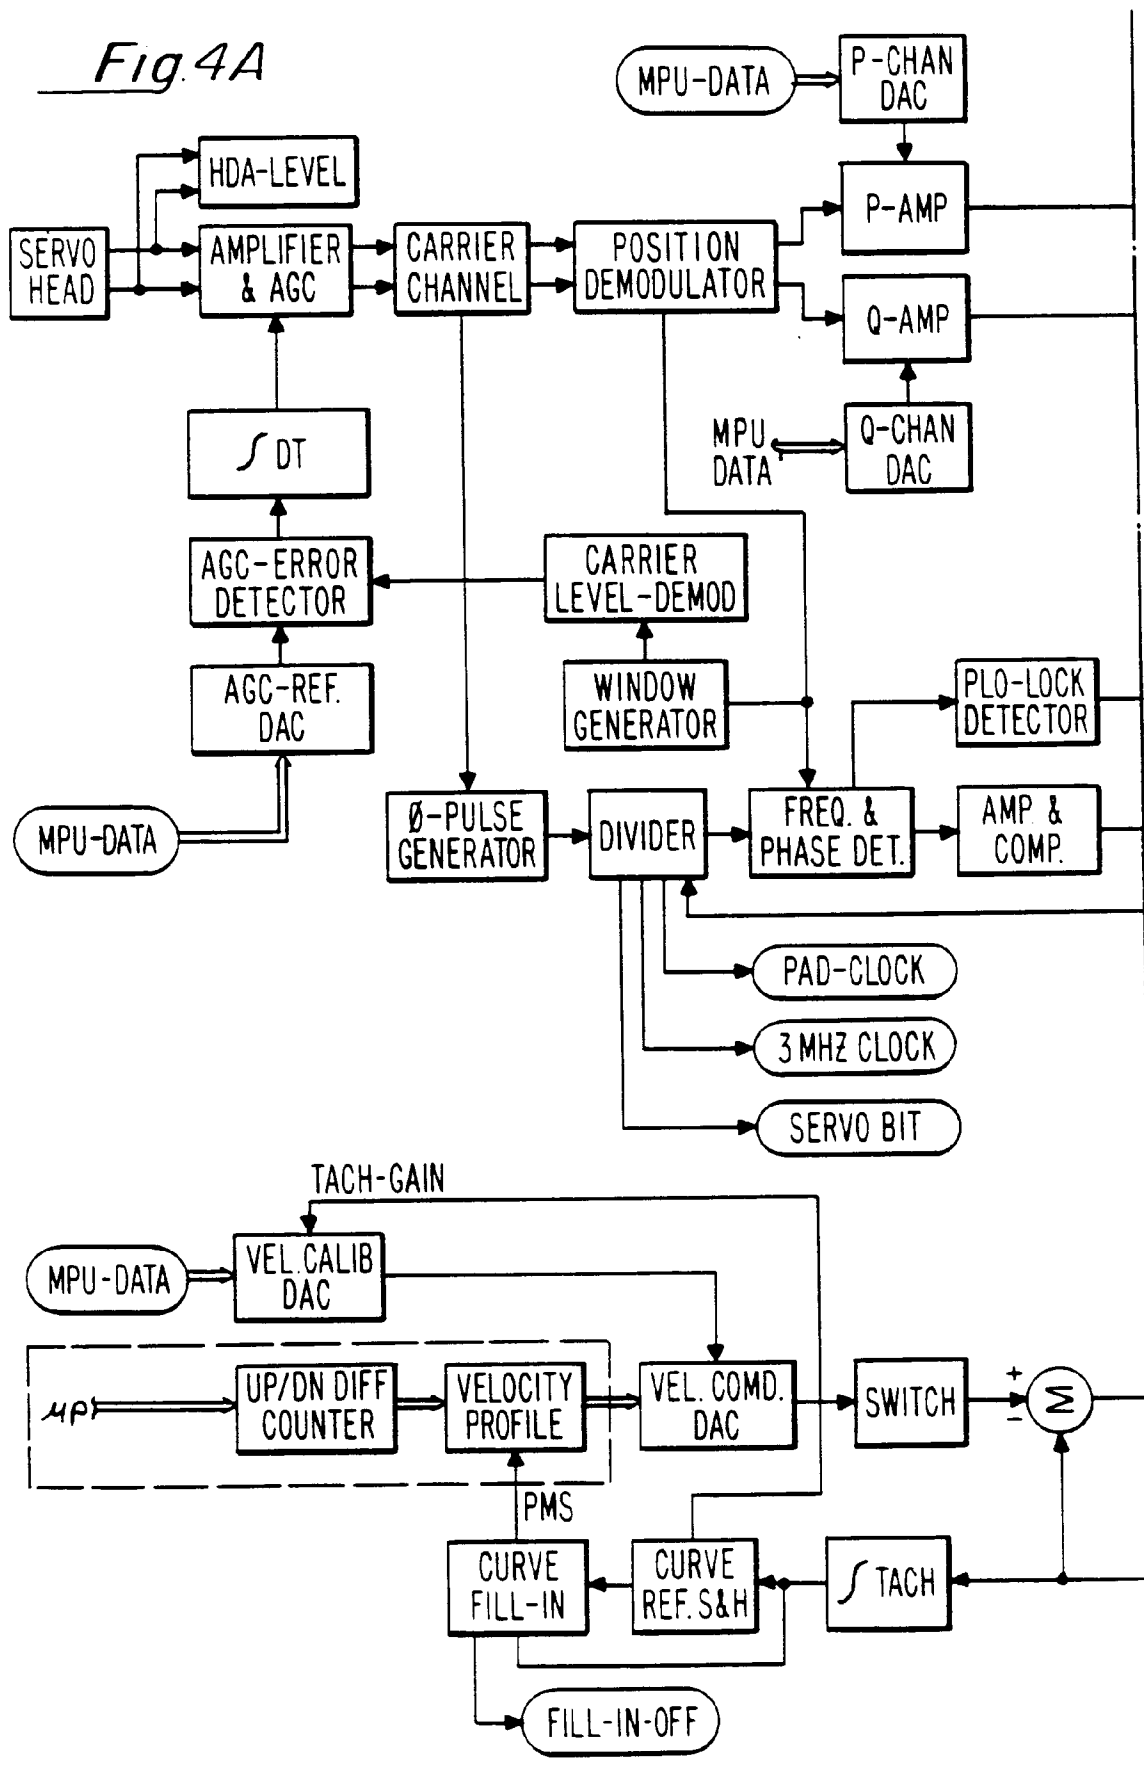 Fig. 4A
MPU-DATA
P-CHAN
DAC
HDA-LEVEL
P-AMP
SERVO
HEAD
AMPLIFIER
& AGC
CARRIER
CHANNEL
POSITION
DEMODULATOR
Q-AMP
∫ DT
MPU
DATA
Q-CHAN
DAC
AGC-ERROR
DETECTOR
CARRIER
LEVEL-DEMOD
AGC-REF.
DAC
WINDOW
GENERATOR
PLO-LOCK
DETECTOR
MPU-DATA
Ø-PULSE
GENERATOR
DIVIDER
FREQ. &
PHASE DET.
AMP. &
COMP.
PAD-CLOCK
3 MHZ CLOCK
SERVO BIT
TACH-GAIN
MPU-DATA
VEL. CALIB
DAC
μP
UP/DN DIFF
COUNTER
VELOCITY
PROFILE
VEL. COMD.
DAC
SWITCH
+
-
Σ
PMS
CURVE
FILL-IN
CURVE
REF. S&H
∫ TACH
FILL-IN-OFF